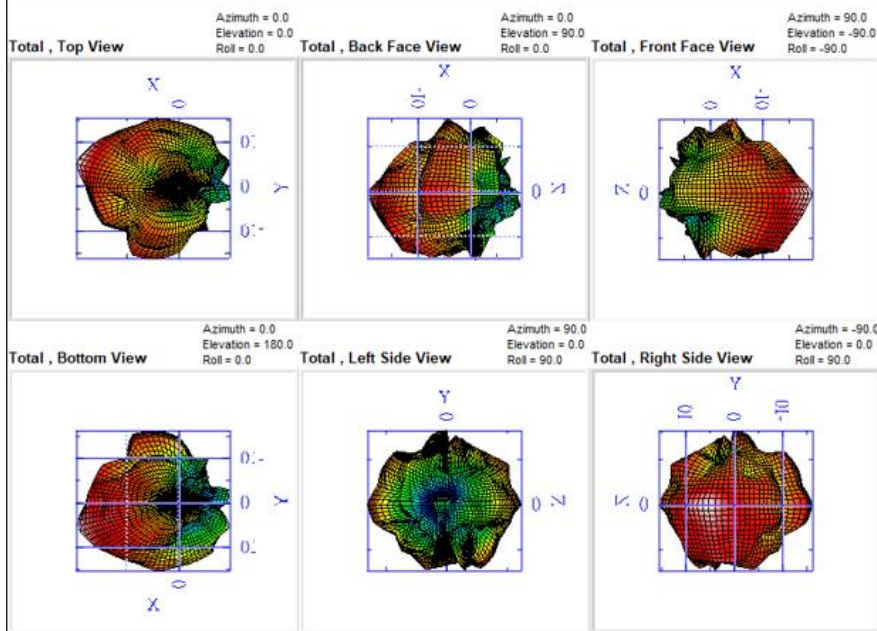 Azimuth = 0.0
Elevation = 0.0
Roll = 0.0
Total , Top View
Azimuth = 0.0
Elevation = 90.0
Roll = 0.0
Total , Back Face View
Azimuth = 90.0
Elevation = -90.0
Roll = -90.0
Total , Front Face View
X
0
0
Y
X
-10
0
0
Z
X
0
-10
Z
0
Azimuth = 0.0
Elevation = 180.0
Roll = 0.0
Total , Bottom View
Azimuth = 90.0
Elevation = 0.0
Roll = 90.0
Total , Left Side View
Azimuth = -90.0
Elevation = 0.0
Roll = 90.0
Total , Right Side View
0
Y
0
X
Y
0
0
Z
Y
10
0
-10
Z
0